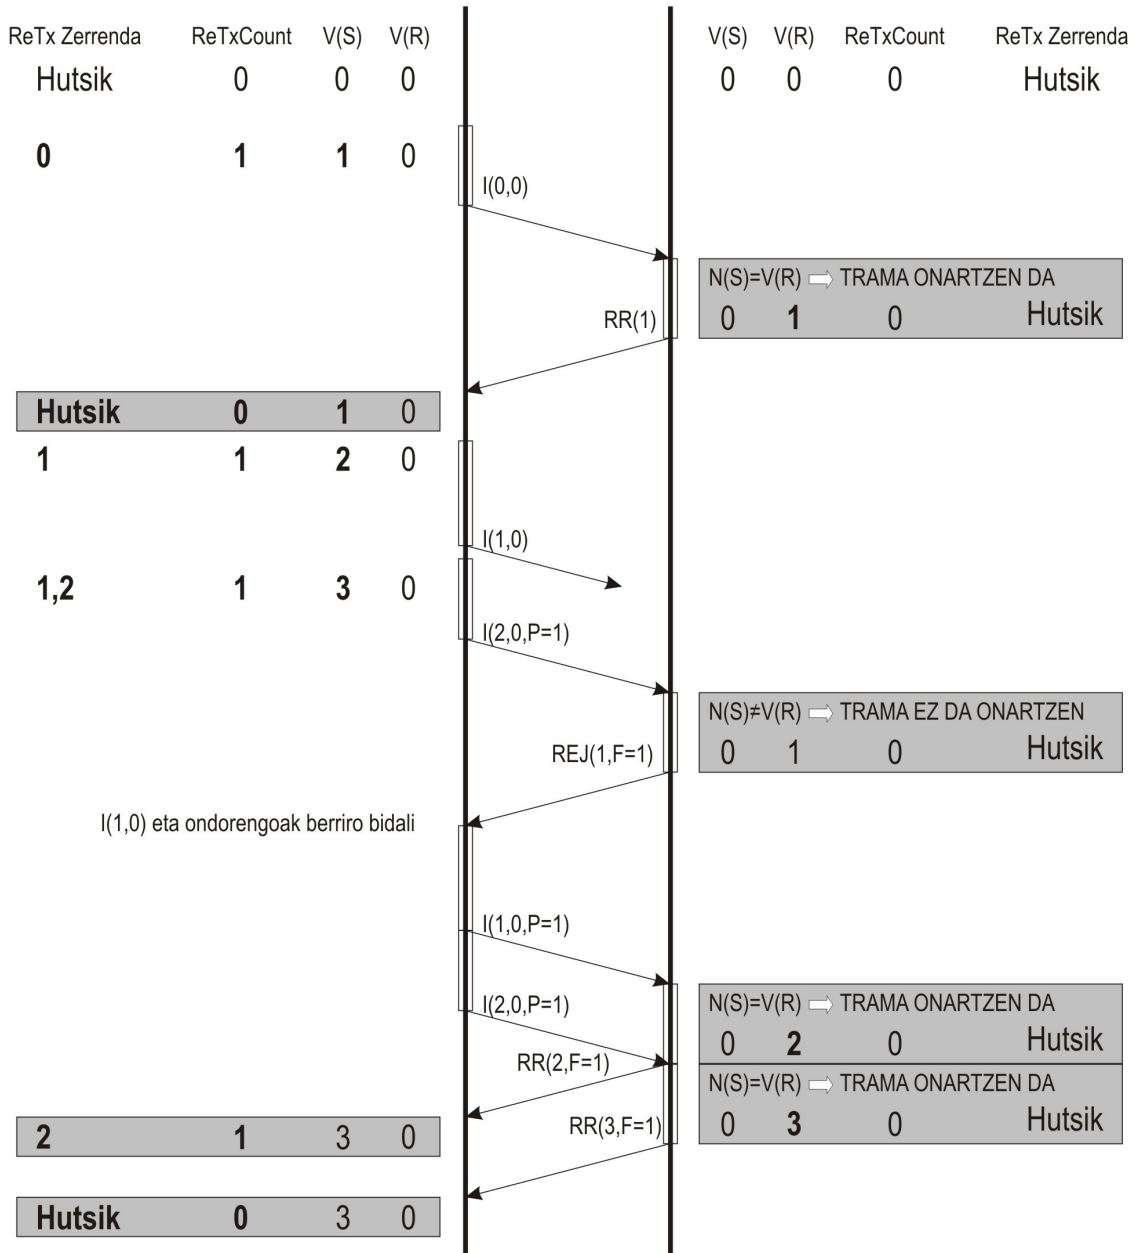 ReTx Zerrenda ReTxCount V(S) V(R) V(S) V(R) ReTxCount ReTx Zerrenda
Hutsik 0 0 0 0 0 0 Hutsik
0 1 1 0
I(0,0)
N(S)=V(R) ⇨ TRAMA ONARTZEN DA
RR(1) 0 1 0 Hutsik
Hutsik 0 1 0
1 1 2 0
I(1,0)
1,2 1 3 0
I(2,0,P=1)
N(S)≠V(R) ⇨ TRAMA EZ DA ONARTZEN
REJ(1,F=1) 0 1 0 Hutsik
I(1,0) eta ondorengoak berriro bidali
I(1,0,P=1)
I(2,0,P=1) N(S)=V(R) ⇨ TRAMA ONARTZEN DA
0 2 0 Hutsik
RR(2,F=1)
N(S)=V(R) ⇨ TRAMA ONARTZEN DA
RR(3,F=1) 0 3 0 Hutsik
2 1 3 0
Hutsik 0 3 0